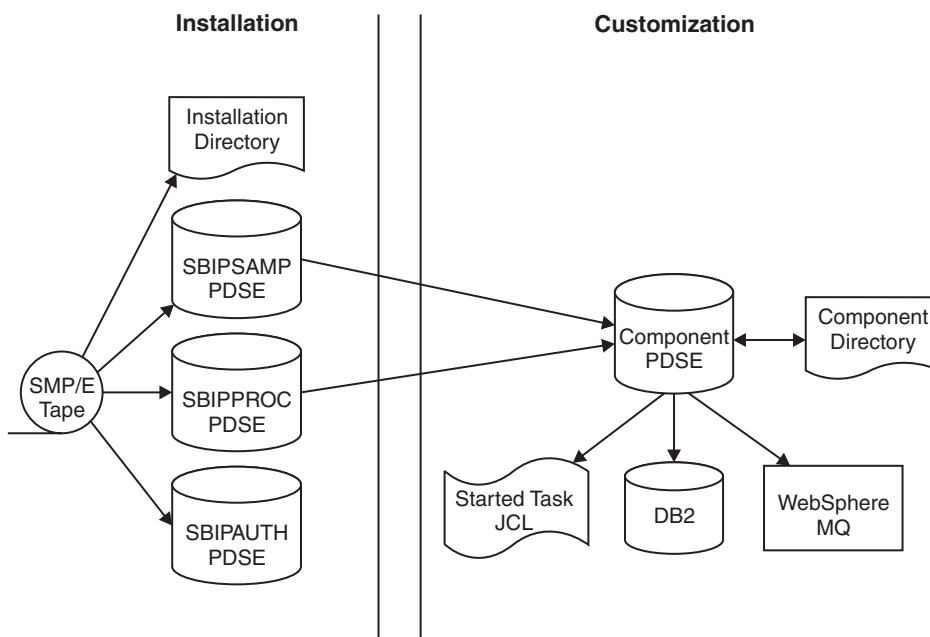 Installation
Customization
Installation
Directory
SBIPSAMP
PDSE
SMP/E
Tape
SBIPPROC
PDSE
SBIPAUTH
PDSE
Component
PDSE
Component
Directory
Started Task
JCL
DB2
WebSphere
MQ